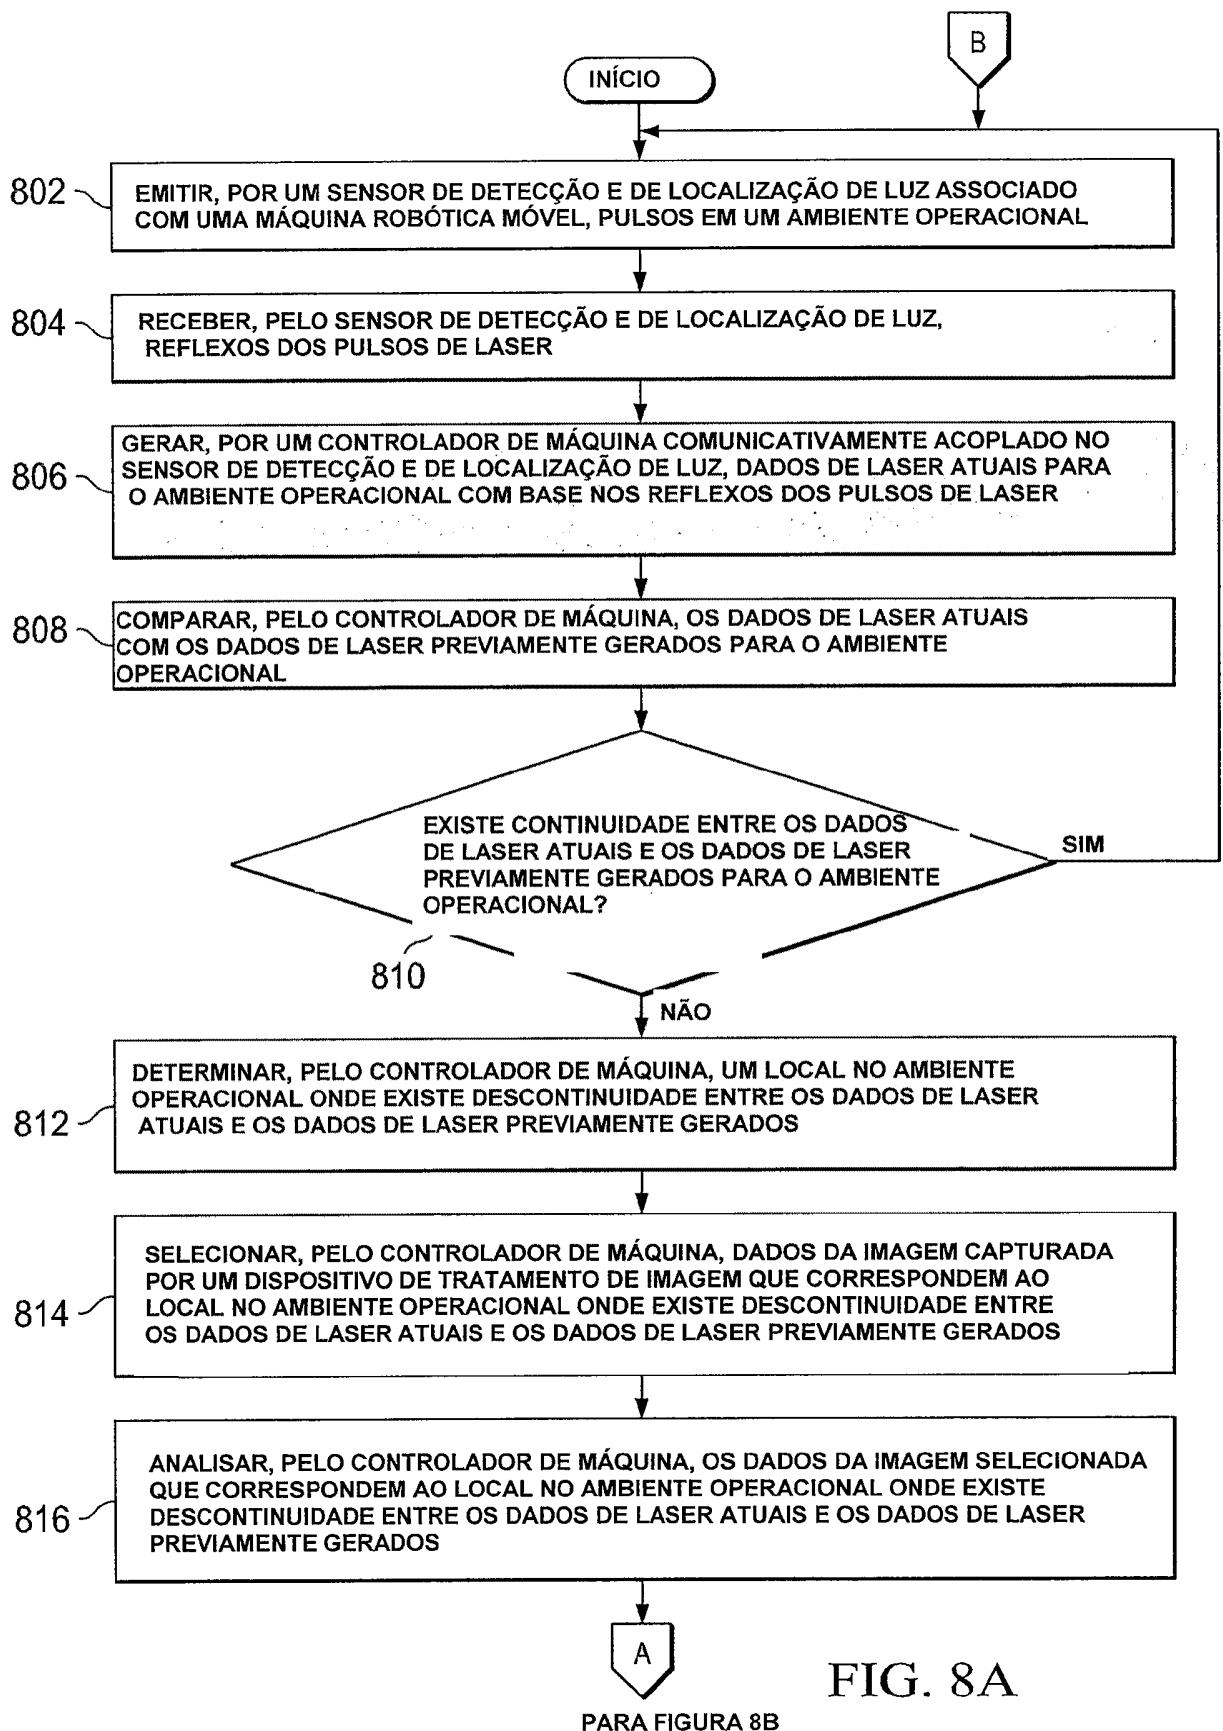 B
INÍCIO
802
EMITIR, POR UM SENSOR DE DETECÇÃO E DE LOCALIZAÇÃO DE LUZ ASSOCIADO
COM UMA MÁQUINA ROBÓTICA MÓVEL, PULSOS EM UM AMBIENTE OPERACIONAL
804
RECEBER, PELO SENSOR DE DETECÇÃO E DE LOCALIZAÇÃO DE LUZ,
REFLEXOS DOS PULSOS DE LASER
806
GERAR, POR UM CONTROLADOR DE MÁQUINA COMUNICATIVAMENTE ACOPLADO NO
SENSOR DE DETECÇÃO E DE LOCALIZAÇÃO DE LUZ, DADOS DE LASER ATUAIS PARA
O AMBIENTE OPERACIONAL COM BASE NOS REFLEXOS DOS PULSOS DE LASER
808
COMPARAR, PELO CONTROLADOR DE MÁQUINA, OS DADOS DE LASER ATUAIS
COM OS DADOS DE LASER PREVIAMENTE GERADOS PARA O AMBIENTE
OPERACIONAL
EXISTE CONTINUIDADE ENTRE OS DADOS
DE LASER ATUAIS E OS DADOS DE LASER
PREVIAMENTE GERADOS PARA O AMBIENTE
OPERACIONAL?
SIM
810
NÃO
812
DETERMINAR, PELO CONTROLADOR DE MÁQUINA, UM LOCAL NO AMBIENTE
OPERACIONAL ONDE EXISTE DESCONTINUIDADE ENTRE OS DADOS DE LASER
ATUAIS E OS DADOS DE LASER PREVIAMENTE GERADOS
814
SELECIONAR, PELO CONTROLADOR DE MÁQUINA, DADOS DA IMAGEM CAPTURADA
POR UM DISPOSITIVO DE TRATAMENTO DE IMAGEM QUE CORRESPONDEM AO
LOCAL NO AMBIENTE OPERACIONAL ONDE EXISTE DESCONTINUIDADE ENTRE
OS DADOS DE LASER ATUAIS E OS DADOS DE LASER PREVIAMENTE GERADOS
816
ANALISAR, PELO CONTROLADOR DE MÁQUINA, OS DADOS DA IMAGEM SELECIONADA
QUE CORRESPONDEM AO LOCAL NO AMBIENTE OPERACIONAL ONDE EXISTE
DESCONTINUIDADE ENTRE OS DADOS DE LASER ATUAIS E OS DADOS DE LASER
PREVIAMENTE GERADOS
A
FIG. 8A
PARA FIGURA 8B